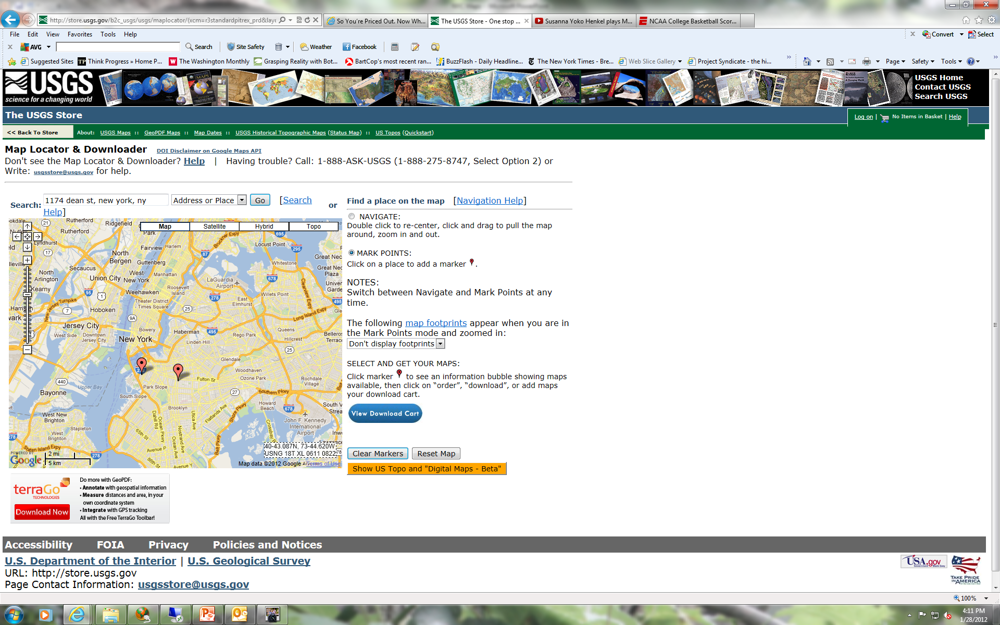 http://store.usgs.gov/b2c_usgs/usgs/maplocator/(xcm=r3standardpitrex_prd&layo
So You're Priced Out. Now Wh...
The USGS Store - One stop ...
Susanna Yoko Henkel plays M...
NCAA College Basketball Scor...
File Edit View Favorites Tools Help
Convert Select
AVG Search Site Safety Weather Facebook
Suggested Sites Think Progress » Home P... The Washington Monthly Grasping Reality with Bot... BartCop's most recent ran... BuzzFlash - Daily Headline... The New York Times - Bre... Web Slice Gallery Project Syndicate - the hi... Page Safety Tools
USGS
science for a changing world
USGS Home
Contact USGS
Search USGS
The USGS Store
Log on | No Items in Basket | Help
<< Back To Store About: USGS Maps :: GeoPDF Maps :: Map Dates :: USGS Historical Topographic Maps (Status Map) :: US Topos (Quickstart)
Map Locator & Downloader DOI Disclaimer on Google Maps API
Don't see the Map Locator & Downloader? Help | Having trouble? Call: 1-888-ASK-USGS (1-888-275-8747, Select Option 2) or
Write: usgsstore@usgs.gov for help.
Search: 1174 dean st, new york, ny Address or Place Go [Search
Help]
or
Find a place on the map [Navigation Help]
NAVIGATE:
Double click to re-center, click and drag to pull the map
around, zoom in and out.
MARK POINTS:
Click on a place to add a marker .
NOTES:
Switch between Navigate and Mark Points at any
time.
The following map footprints appear when you are in
the Mark Points mode and zoomed in:
Don't display footprints
SELECT AND GET YOUR MAPS:
Click marker to see an information bubble showing maps
available, then click on “order”, “download”, or add maps
your download cart.
View Download Cart
Clear Markers Reset Map
Show US Topo and "Digital Maps - Beta"
Map Satellite Hybrid Topo
Rutherford
Ridgefield
Park
Bruckner Expy
695
21
Rutherford
Lyndhurst
Fairview
Harlem
Locust Point
295
17
North
Bergen
Guttenberg
87
Great Neck
Whitestone
Secaucus
West
New York
Manhattan
North
Arlington
Union City
LaGuardia
Airport
678
Clearview Expy
Kearny
95
1
Weehawken
Roosevelt
Island
Willets Point
New Jersey Turnpike
Theater District
- Times Square
278
East
Elmhurst
495
7
Hoboken
9A
25
Long Island Expy
Jersey City
Bowery
Haberman
495
Rego Park
Queens
West Side
Downtown
Jersey City
New York
Linden Hill
Hillcrest
25
Glendale
Woodhaven
Fulton St
Ozone Park
Rochdale
Village
440
Upper Bay
Park Slope
27
Southern Pkwy
Bayonne
South Slope
Brooklyn
Howard
Beach
678
West New
Brighton
Dahill Rd
Ocean Pkwy
Utica Ave
Flatlands Ave
Shore Pkwy
John F. Kennedy
International
Airport
Stapleton
West
Brighton
65th St
Nostrand Ave
Ocean Ave
278
Staten Island Expy
Avenue P
Belt Pkwy
Crossbay
86th St
Avenue
40-43.087N, 73-44.620W
USNG 18T XL 0611 0822
POWERED BY
Google
2 mi
5 km
278
Map data ©2012 Google - Terms of Use
terraGo
TECHNOLOGIES
Download Now
Do more with GeoPDF:
• Annotate with geospatial information
• Measure distances and area, in your
own coordinate system
• Integrate with GPS tracking
All with the Free TerraGo Toolbar!
Accessibility FOIA Privacy Policies and Notices
U.S. Department of the Interior | U.S. Geological Survey
URL: http://store.usgs.gov
Page Contact Information: usgsstore@usgs.gov
USA.gov
Government Made Easy
TAKE PRIDE
IN AMERICA
100%
4:11 PM
1/28/2012